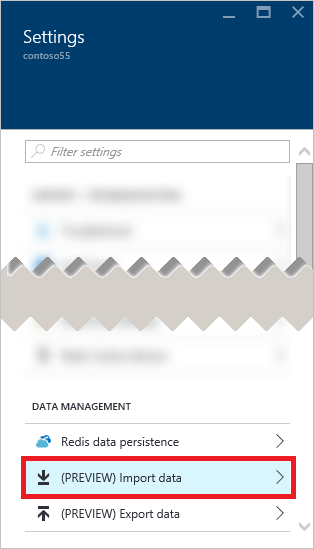 Settings
contoso55
Filter settings
DATA MANAGEMENT
Redis data persistence
(PREVIEW) Import data
(PREVIEW) Export data